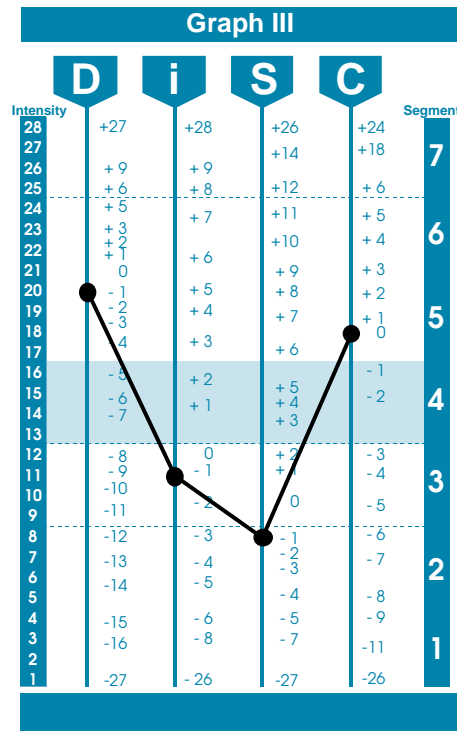 Graph III
D i S C
Intensity Segment
28 +27 +28 +26 +24
27 +14 +18 7
26 + 9 + 9
25 + 6 + 8 +12 + 6
24 + 5 + 7 +11 + 5
23 + 3 6
+ 2 +10 + 4
22 + 1 + 6
21 0 + 9 + 3
20 - 1 + 5 + 8 + 2
19 - 2 + 4 + 7 + 1 5
18 - 3 0
17 - 4 + 3 + 6
16 - 5 + 2 - 1
15 - 6 + 5 - 2
+ 1 + 4 4
14 - 7 + 3
13
12 - 8 0 + 2 - 3
11 - 9 - 1 + 1 - 4
10 -10 - 2 0 3
9 -11 - 5
8 -12 - 3 - 1 - 6
7 -13 - 4 - 2 - 7
6 -14 - 5 - 3 2
5 - 4 - 8
4 -15 - 6 - 5 - 9
3 -16 - 8 - 7 -11 1
2
1 -27 - 26 -27 -26